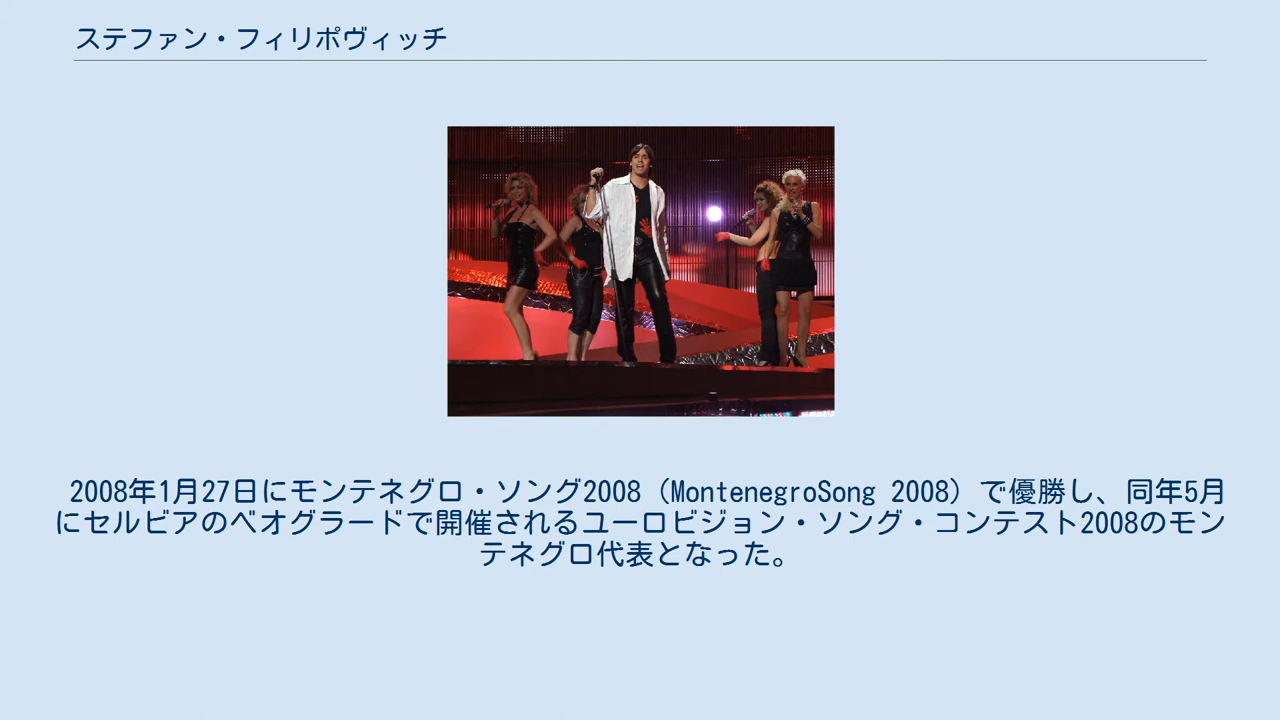 ステファン・フィリポヴィッチ
2008年1月27日にモンテネグロ・ソング2008（MontenegroSong 2008）で優勝し、同年5月
にセルビアのベオグラードで開催されるユーロビジョン・ソング・コンテスト2008のモン
テネグロ代表となった。